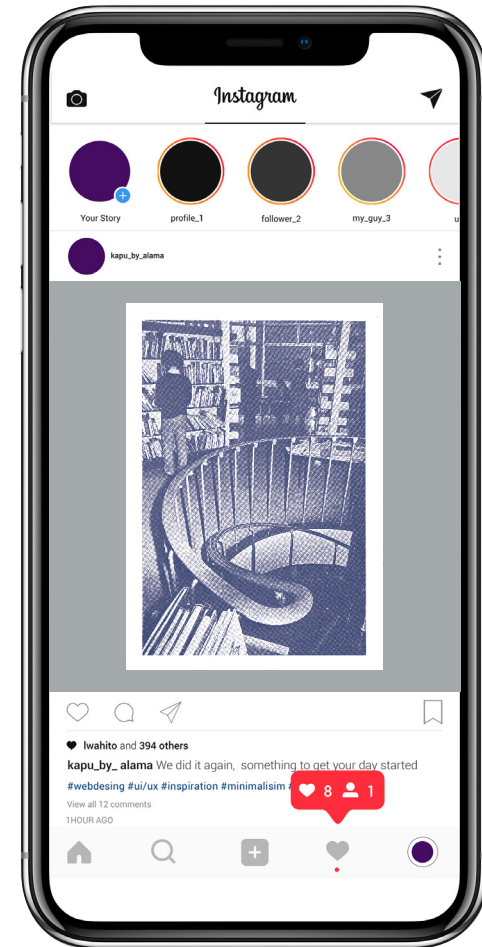 Instagram
Your Story
profile_1
follower_2
my_guy_3
u
kapu_by_alama
lwahito and 394 others
kapu_by_ alama We did it again, something to get your day started
#webdesing #ui/ux #inspiration #minimalisim #
8 1
View all 12 comments
1HOUR AGO